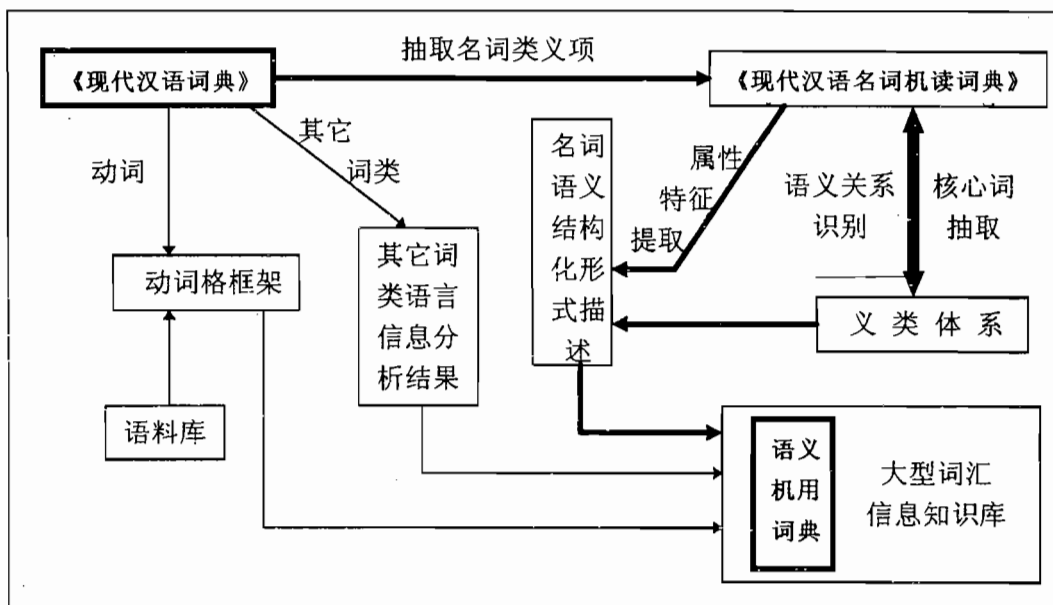 抽取名词类义项
《现代汉语词典》
《现代汉语名词机读词典》
其它
词类
动词
名词
语义
结构
化形
式描
述
属性
特征
提取
语义关系
识别
核心词
抽取
其它词
类语言
信息分
析结果
动词格框架
义类体系
语料库
语义
机用
词典
大型词汇
信息知识库